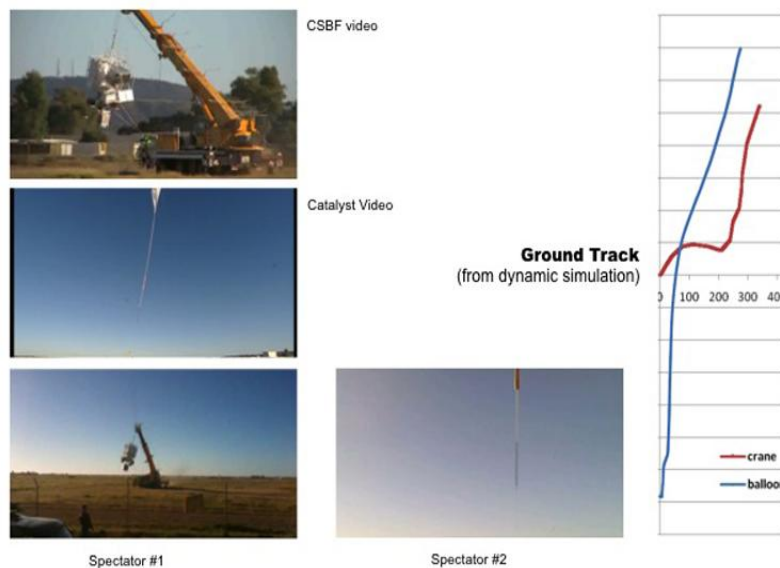 CSBF video
Catalyst Video
Ground Track
(from dynamic simulation)
0 100 200 300
crane
Spectator #1
Spectator #2